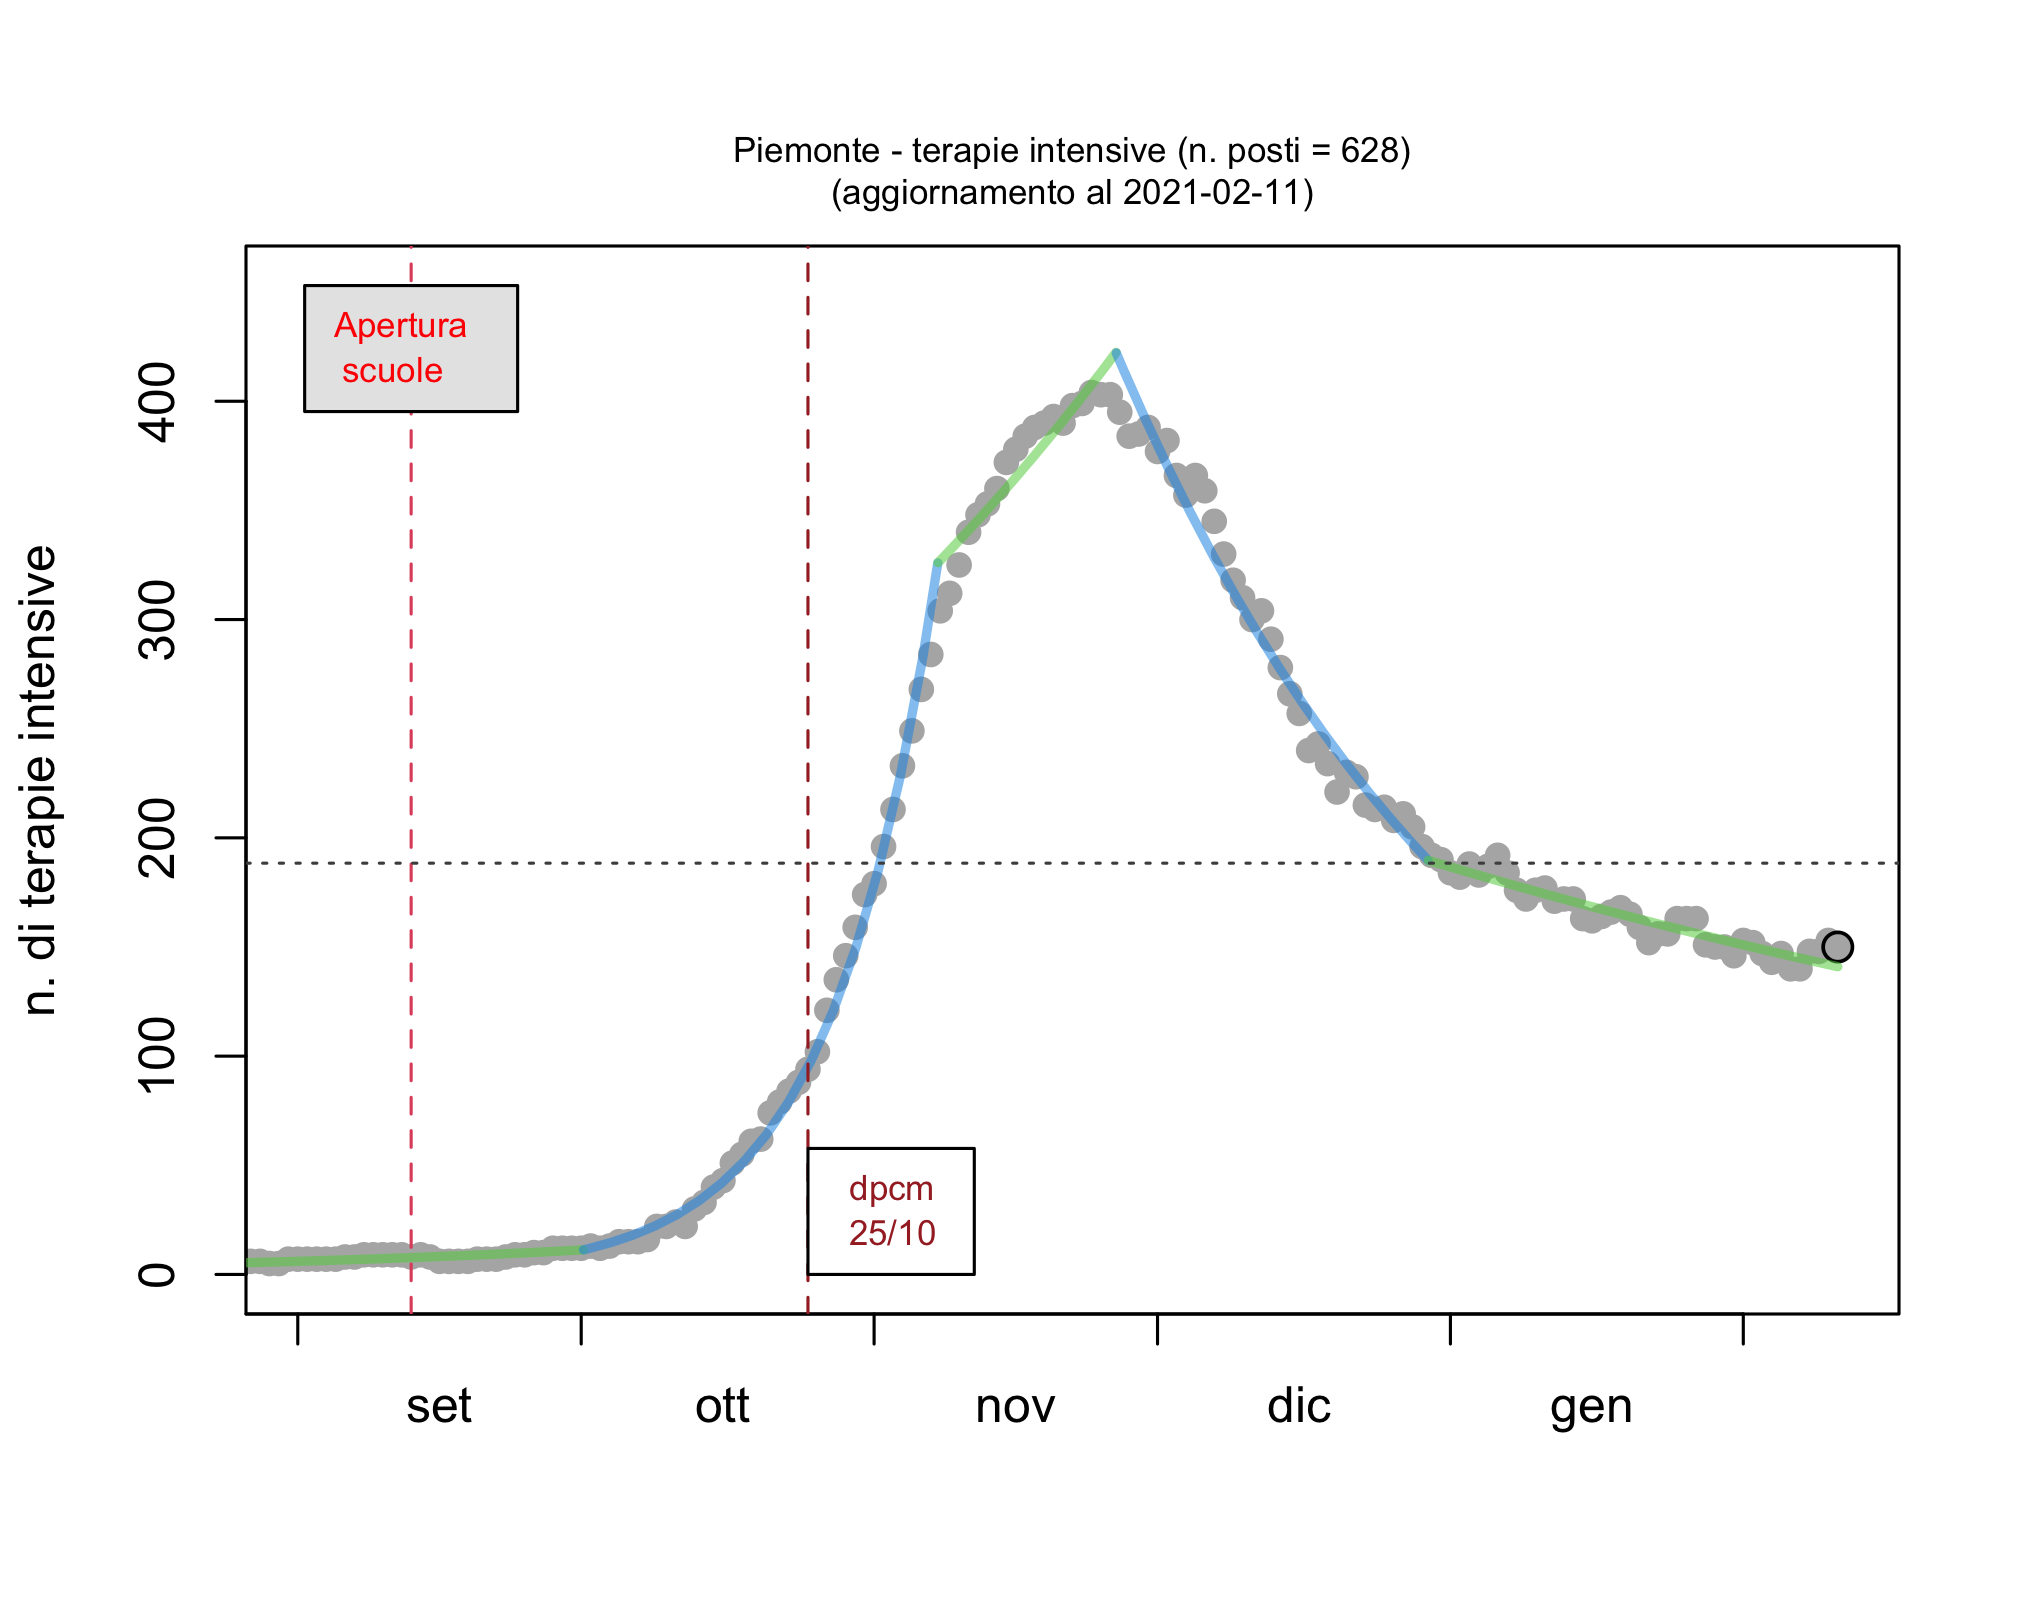 Piemonte - terapie intensive (n. posti = 628)
(aggiornamento al 2021-02-11)
Apertura
scuole
dpcm
25/10
n. di terapie intensive
400
300
200
100
0
set
ott
nov
dic
gen